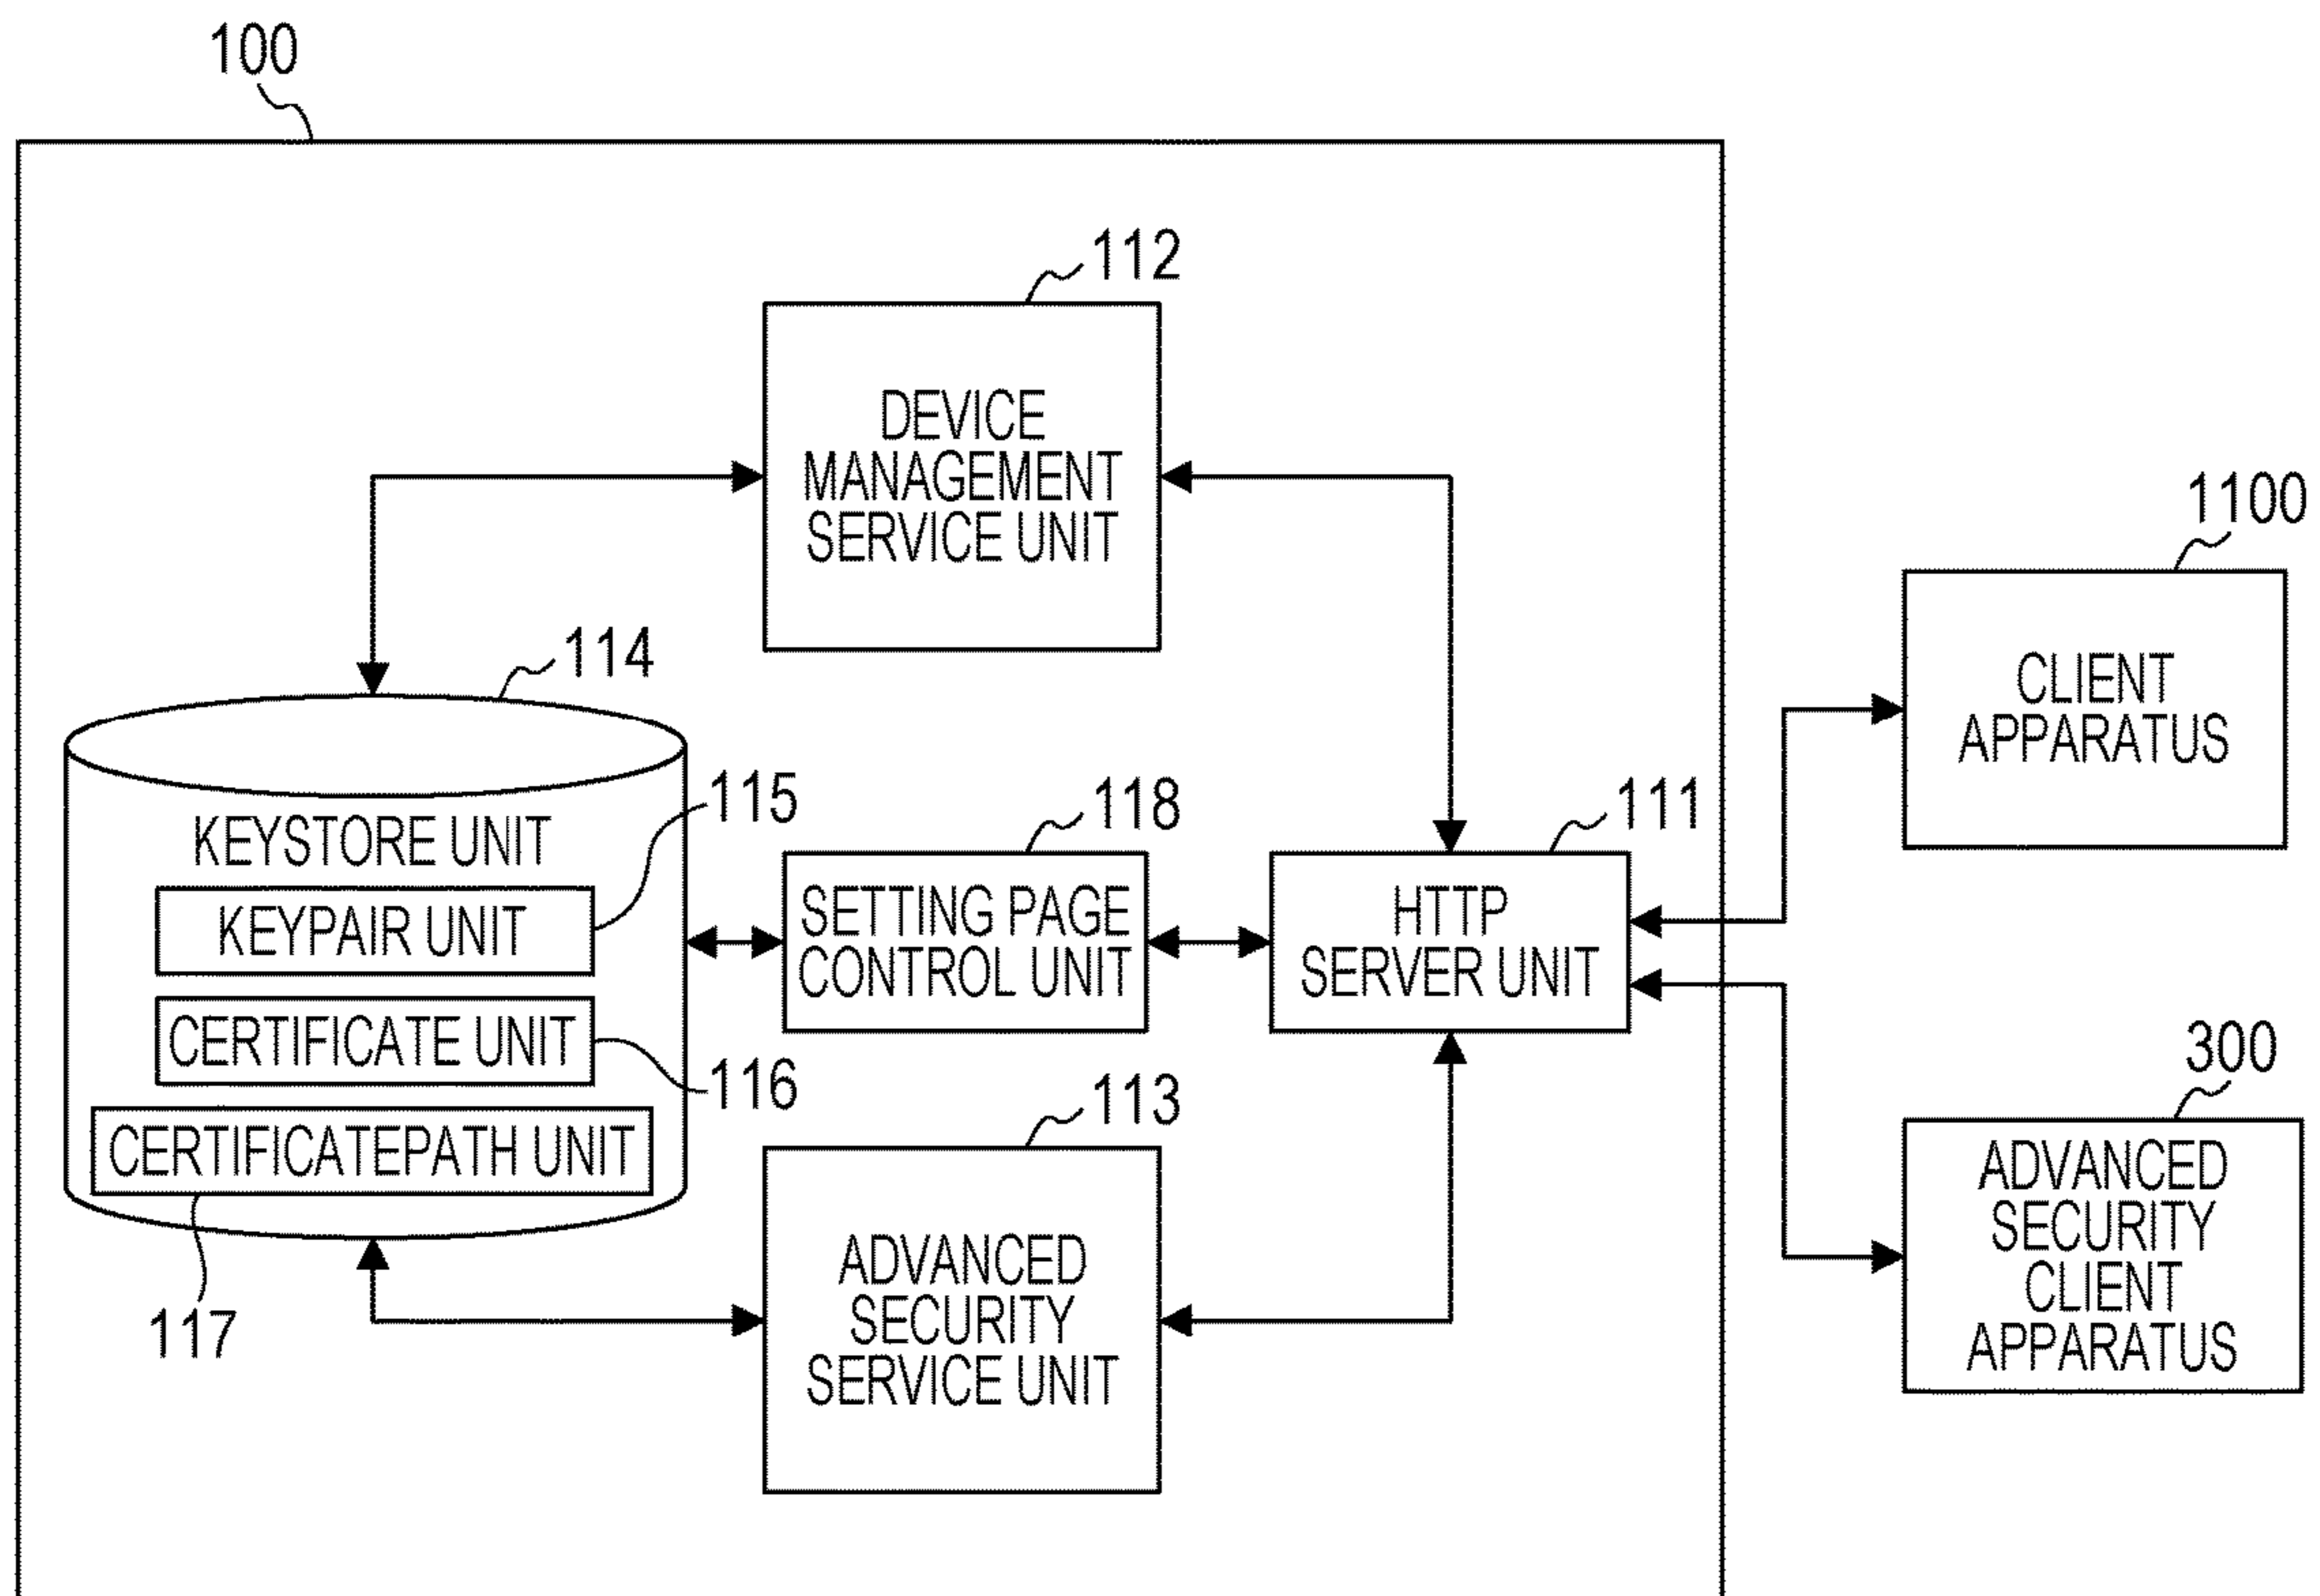 100
112
DEVICE
MANAGEMENT
SERVICE UNIT
1100
CLIENT
APPARATUS
114
KEYSTORE UNIT
115
KEYPAIR UNIT
CERTIFICATE UNIT
116
CERTIFICATEPATH UNIT
117
118
SETTING PAGE
CONTROL UNIT
111
HTTP
SERVER UNIT
113
ADVANCED
SECURITY
SERVICE UNIT
300
ADVANCED
SECURITY
CLIENT
APPARATUS